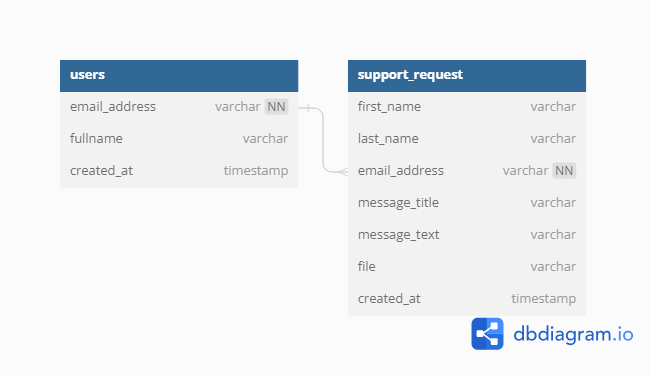 users
email_address varchar NN
fullname varchar
created_at timestamp
support_request
first_name varchar
last_name varchar
email_address varchar NN
message_title varchar
message_text varchar
file varchar
created_at timestamp
dbdiagram.io